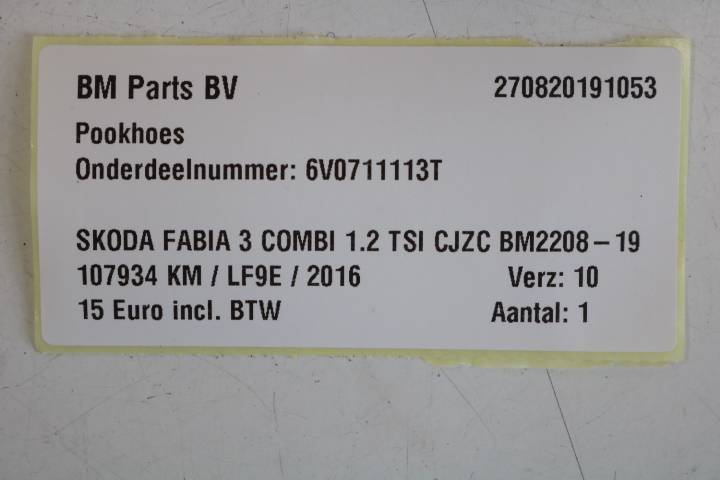 BM Parts BV 270820191053
Pookhoes
Onderdeelnummer: 6V0711113T
SKODA FABIA 3 COMBI 1.2 TSI CJZC BM2208-19
107934 KM / LF9E / 2016 Verz: 10
15 Euro incl. BTW Aantal: 1